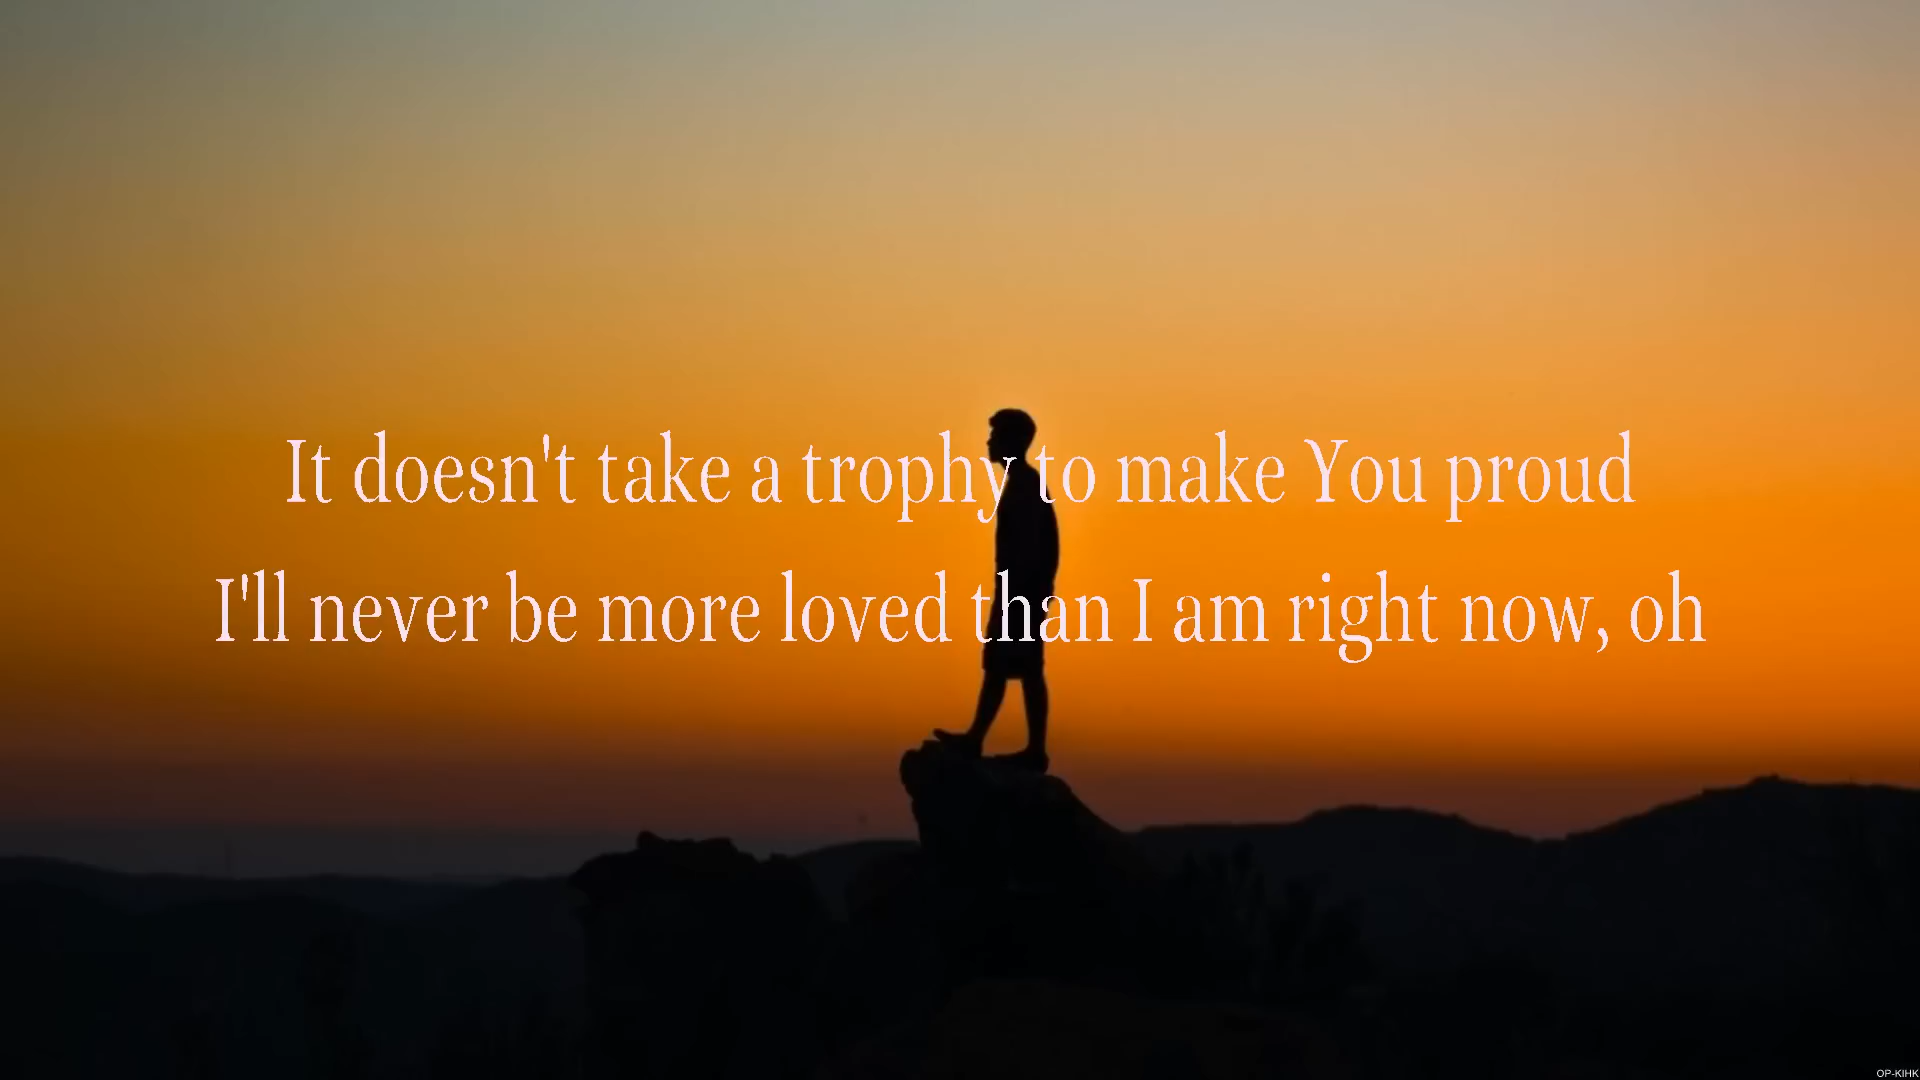 It doesn't take a trophy to make You proud
I'll never be more loved than I am right now, oh
OP-KIHK